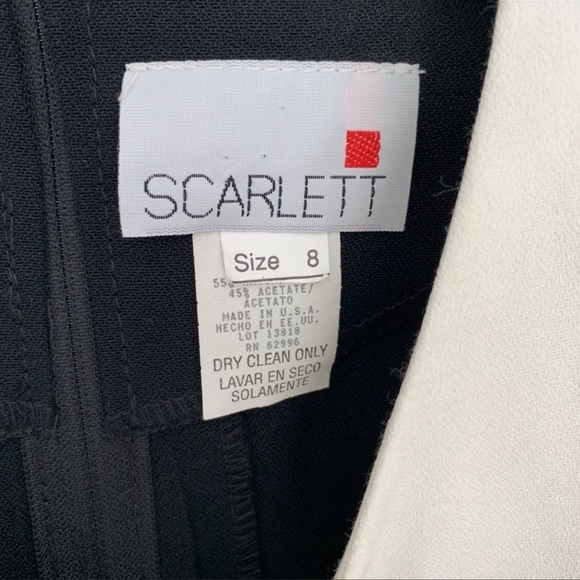 SCARLETT
Size 8
55%
45% ACETATE/
ACETATO
MADE IN U.S.A.
HECHO EN EE.UU.
LOT 13818
RN 62996
DRY CLEAN ONLY
LAVAR EN SECO
SOLAMENTE